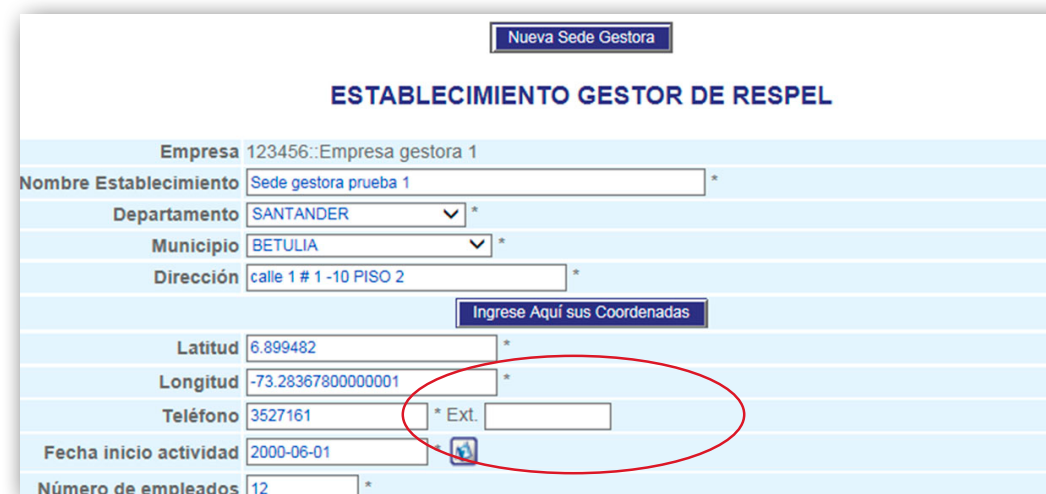 Nueva Sede Gestora
ESTABLECIMIENTO GESTOR DE RESPEL
Empresa 123456::Empresa gestora 1
Nombre Establecimiento Sede gestora prueba 1 *
Departamento SANTANDER *
Municipio BETULIA *
Dirección calle 1 # 1 -10 PISO 2 *
Ingrese Aquí sus Coordenadas
Latitud 6.899482 *
Longitud -73.28367800000001 *
Teléfono 3527161 * Ext.
Fecha inicio actividad 2000-06-01 *
Número de empleados 12 *